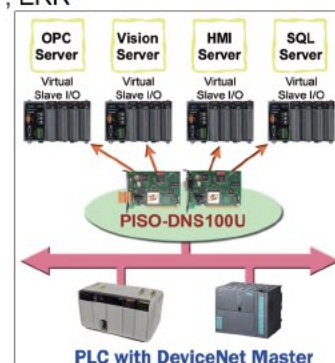 , ERR
OPC Vision HMI SQL
Server Server Server Server
Virtual Virtual Virtual Virtual
Slave I/O Slave I/O Slave I/O Slave I/O
PISO-DNS100U
PLC with DeviceNet Master